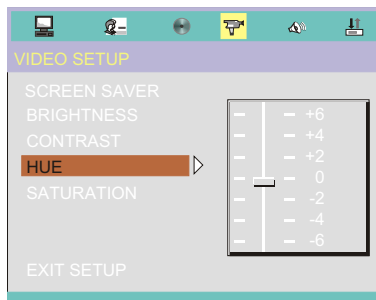 VIDEO SETUP
SCREEN SAVER
BRIGHTNESS
CONTRAST
HUE
SATURATION
EXIT SETUP
+6
+4
+2
0
-2
-4
-6